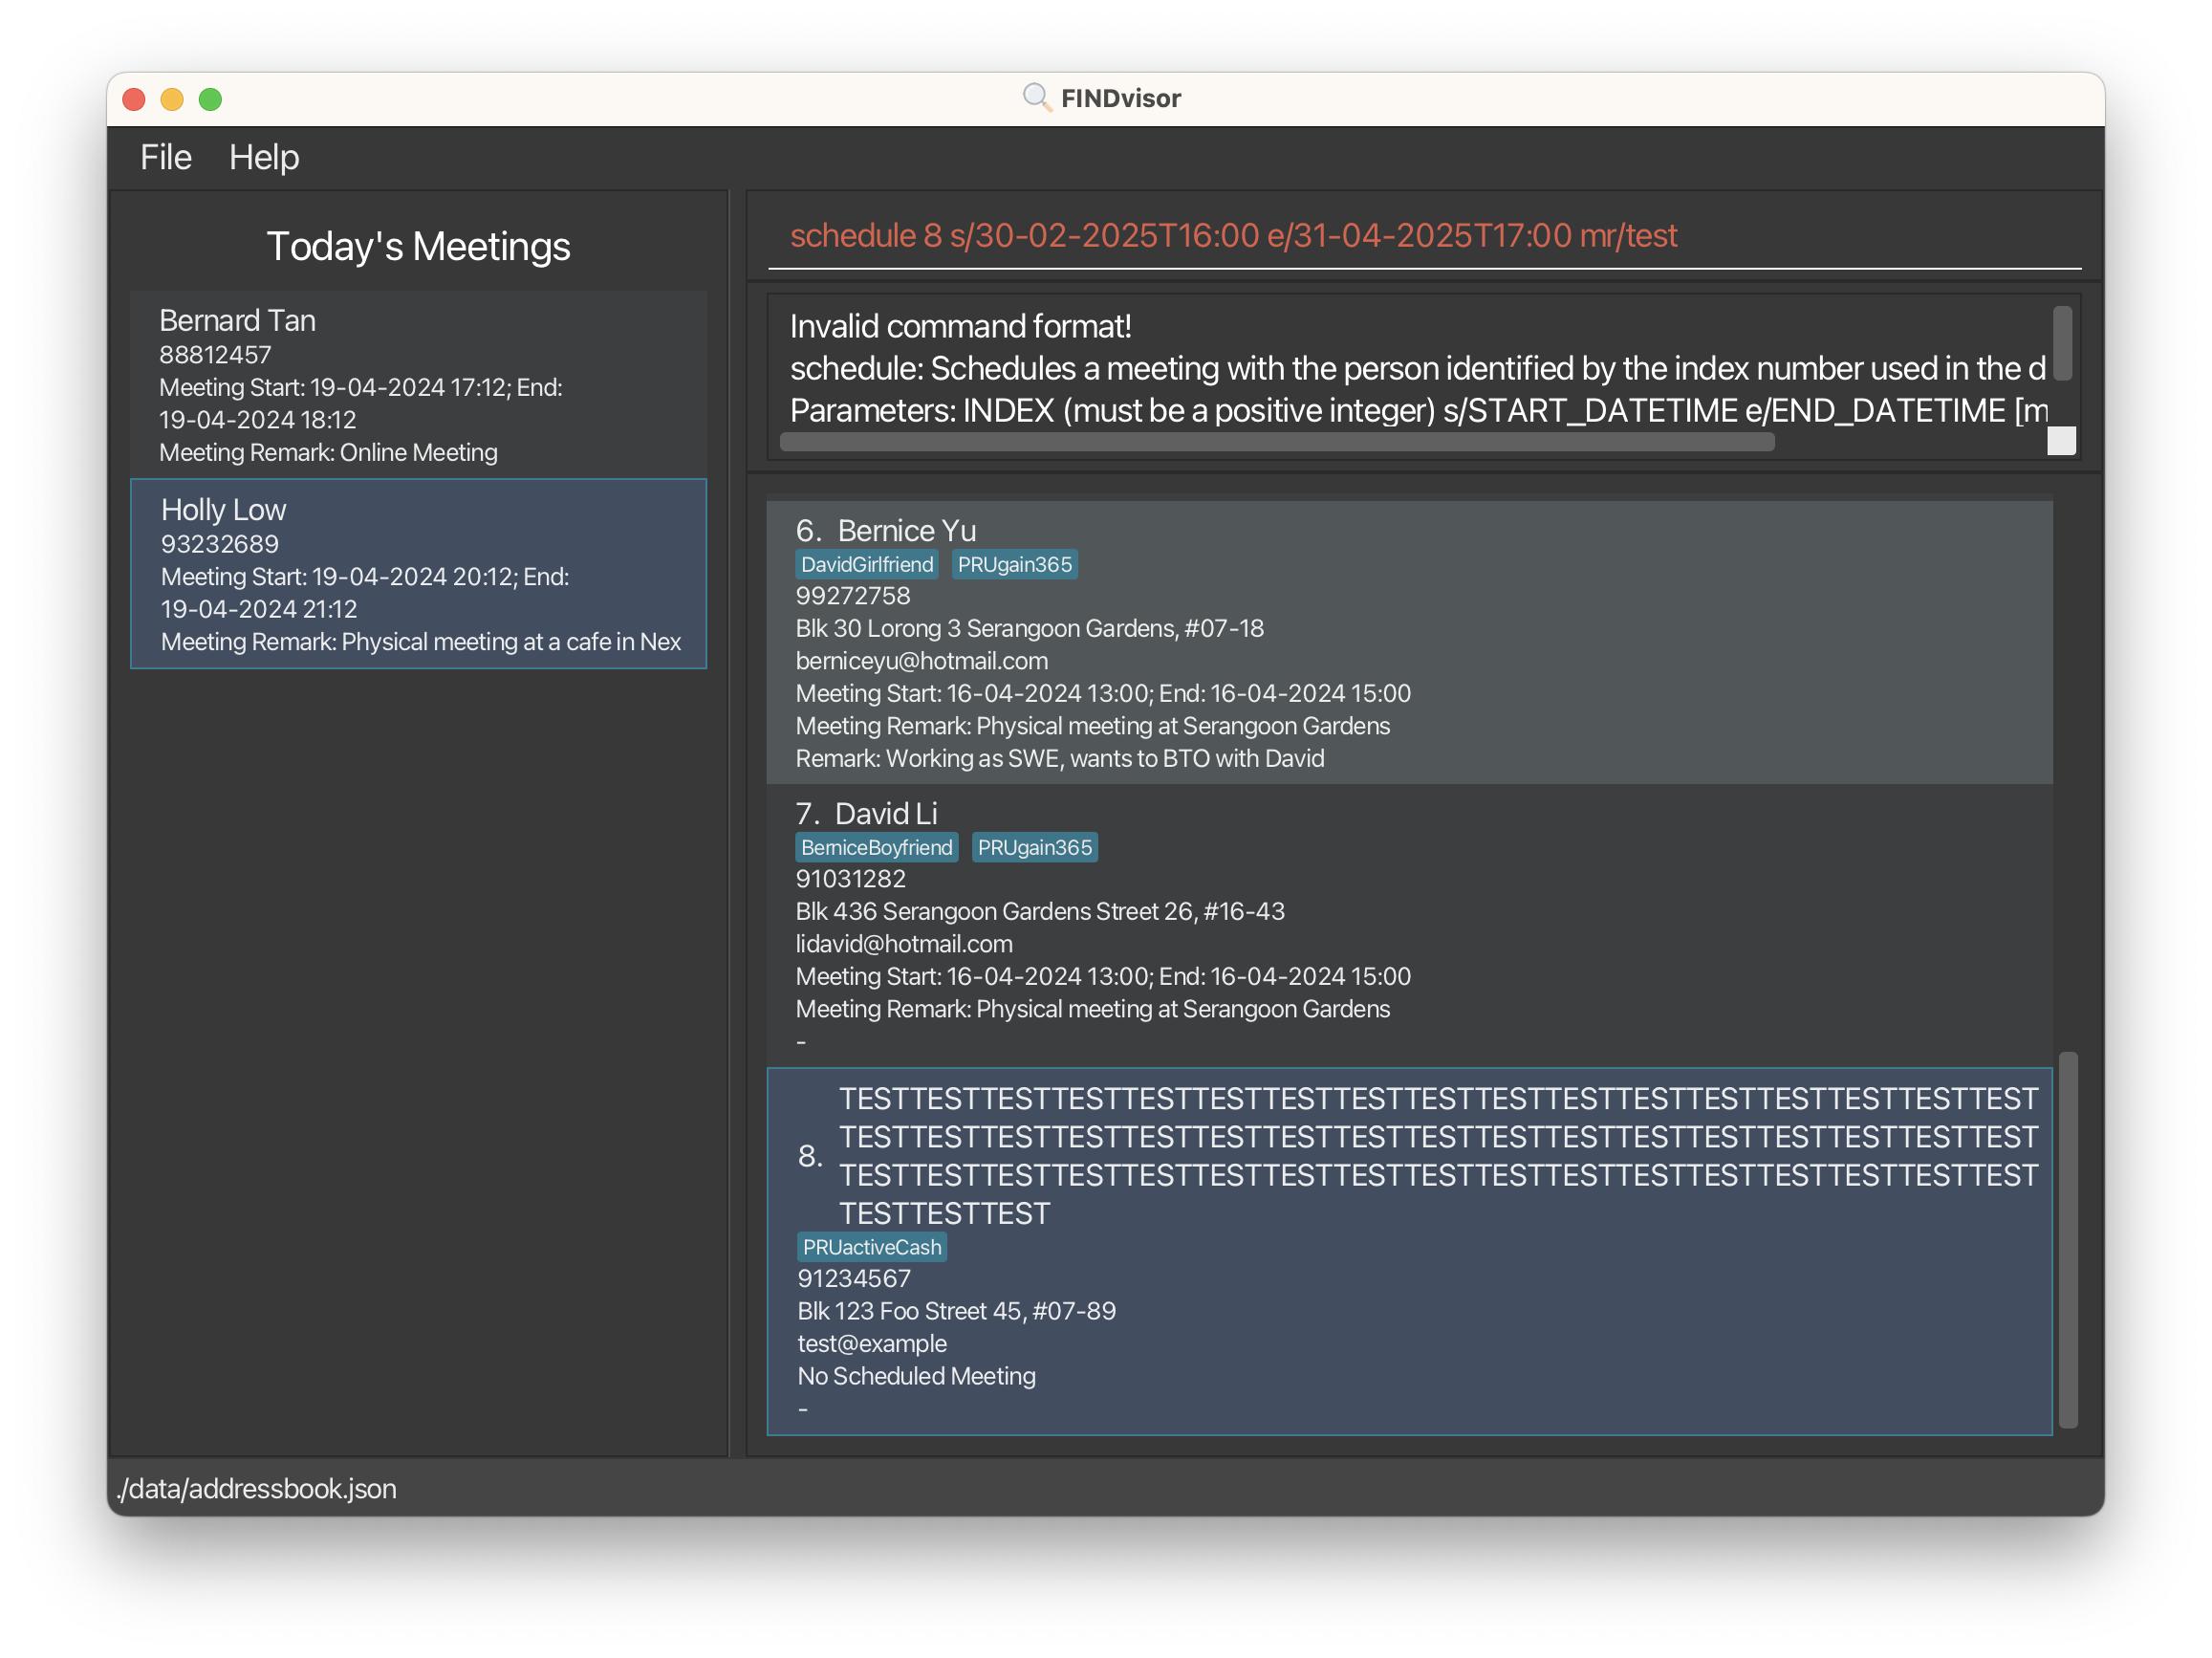 FINDvisor
File Help
Today's Meetings
Bernard Tan
88812457
Meeting Start: 19-04-2024 17:12; End:
19-04-2024 18:12
Meeting Remark: Online Meeting
Holly Low
93232689
Meeting Start: 19-04-2024 20:12; End:
19-04-2024 21:12
Meeting Remark: Physical meeting at a cafe in Nex
schedule 8 s/30-02-2025T16:00 e/31-04-2025T17:00 mr/test
Invalid command format!
schedule: Schedules a meeting with the person identified by the index number used in the d
Parameters: INDEX (must be a positive integer) s/START_DATETIME e/END_DATETIME [m
6. Bernice Yu
DavidGirlfriend PRUgain365
99272758
Blk 30 Lorong 3 Serangoon Gardens, #07-18
berniceyu@hotmail.com
Meeting Start: 16-04-2024 13:00; End: 16-04-2024 15:00
Meeting Remark: Physical meeting at Serangoon Gardens
Remark: Working as SWE, wants to BTO with David
7. David Li
BerniceBoyfriend PRUgain365
91031282
Blk 436 Serangoon Gardens Street 26, #16-43
lidavid@hotmail.com
Meeting Start: 16-04-2024 13:00; End: 16-04-2024 15:00
Meeting Remark: Physical meeting at Serangoon Gardens
-
8. TESTTESTTESTTESTTESTTESTTESTTESTTESTTESTTESTTESTTESTTESTTESTTESTTEST
TESTTESTTESTTESTTESTTESTTESTTESTTESTTESTTESTTESTTESTTESTTESTTESTTEST
TESTTESTTESTTESTTESTTESTTESTTESTTESTTESTTESTTESTTESTTESTTESTTESTTEST
TESTTESTTEST
PRUactiveCash
91234567
Blk 123 Foo Street 45, #07-89
test@example
No Scheduled Meeting
-
./data/addressbook.json